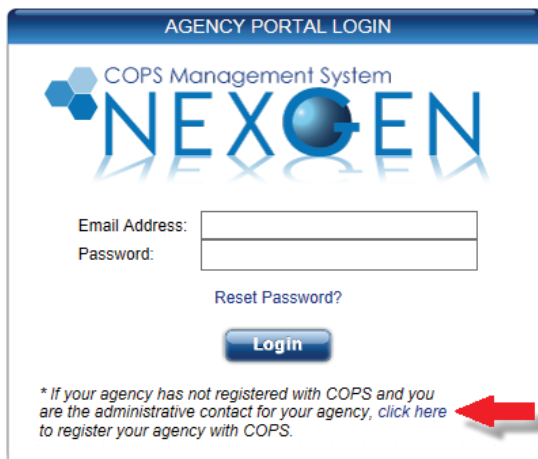 AGENCY PORTAL LOGIN
COPS Management System
NEXGEN
Email Address:
Password:
Reset Password?
Login
* If your agency has not registered with COPS and you
are the administrative contact for your agency, click here
to register your agency with COPS.